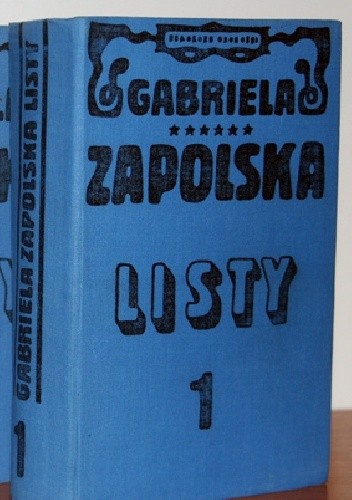 GABRIELA
ZAPOLSKA
LISTY
1
GABRIELA ZAPOLSKA LISTY
1